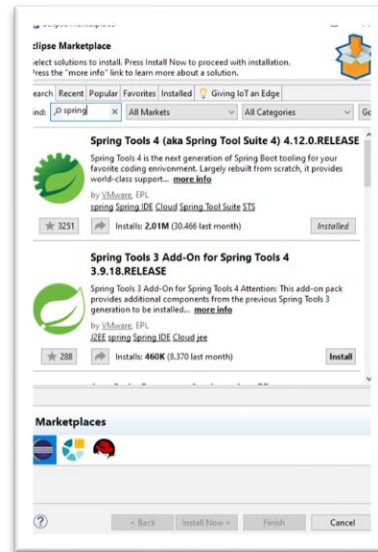 clipse Marketplace
elect solutions to install. Press Install Now to proceed with installation.
Press the "more info" link to learn more about a solution.
earch Recent Popular Favorites Installed Giving IoT an Edge
ind: spring x All Markets All Categories Go
Spring Tools 4 (aka Spring Tool Suite 4) 4.12.0.RELEASE
Spring Tools 4 is the next generation of Spring Boot tooling for your
favorite coding enrivonment. Largely rebuilt from scratch, it provides
world-class support... more info
by VMware, EPL
spring Spring IDE Cloud Spring Tool Suite STS
3251 Installs: 2,01M (30.466 last month) Installed
Spring Tools 3 Add-On for Spring Tools 4
3.9.18.RELEASE
Spring Tools 3 Add-On for Spring Tools 4 Attention: This add-on pack
provides additional components from the previous Spring Tools 3
generation to be installed... more info
by VMware, EPL
J2EE spring Spring IDE Cloud jee
288 Installs: 460K (8.370 last month) Install
Marketplaces
? < Back Install Now > Finish Cancel